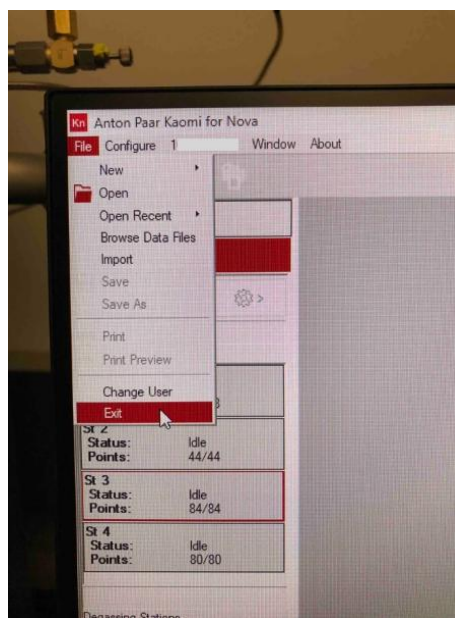 Kn Anton Paar Kaomi for Nova
File Configure 1 Window About
New
Open
Open Recent
Browse Data Files
Import
Save
Save As
Print
Print Preview
Change User
Exit
St 2
Status: Idle
Points: 44/44
St 3
Status: Idle
Points: 84/84
St 4
Status: Idle
Points: 80/80
Degassing Stations